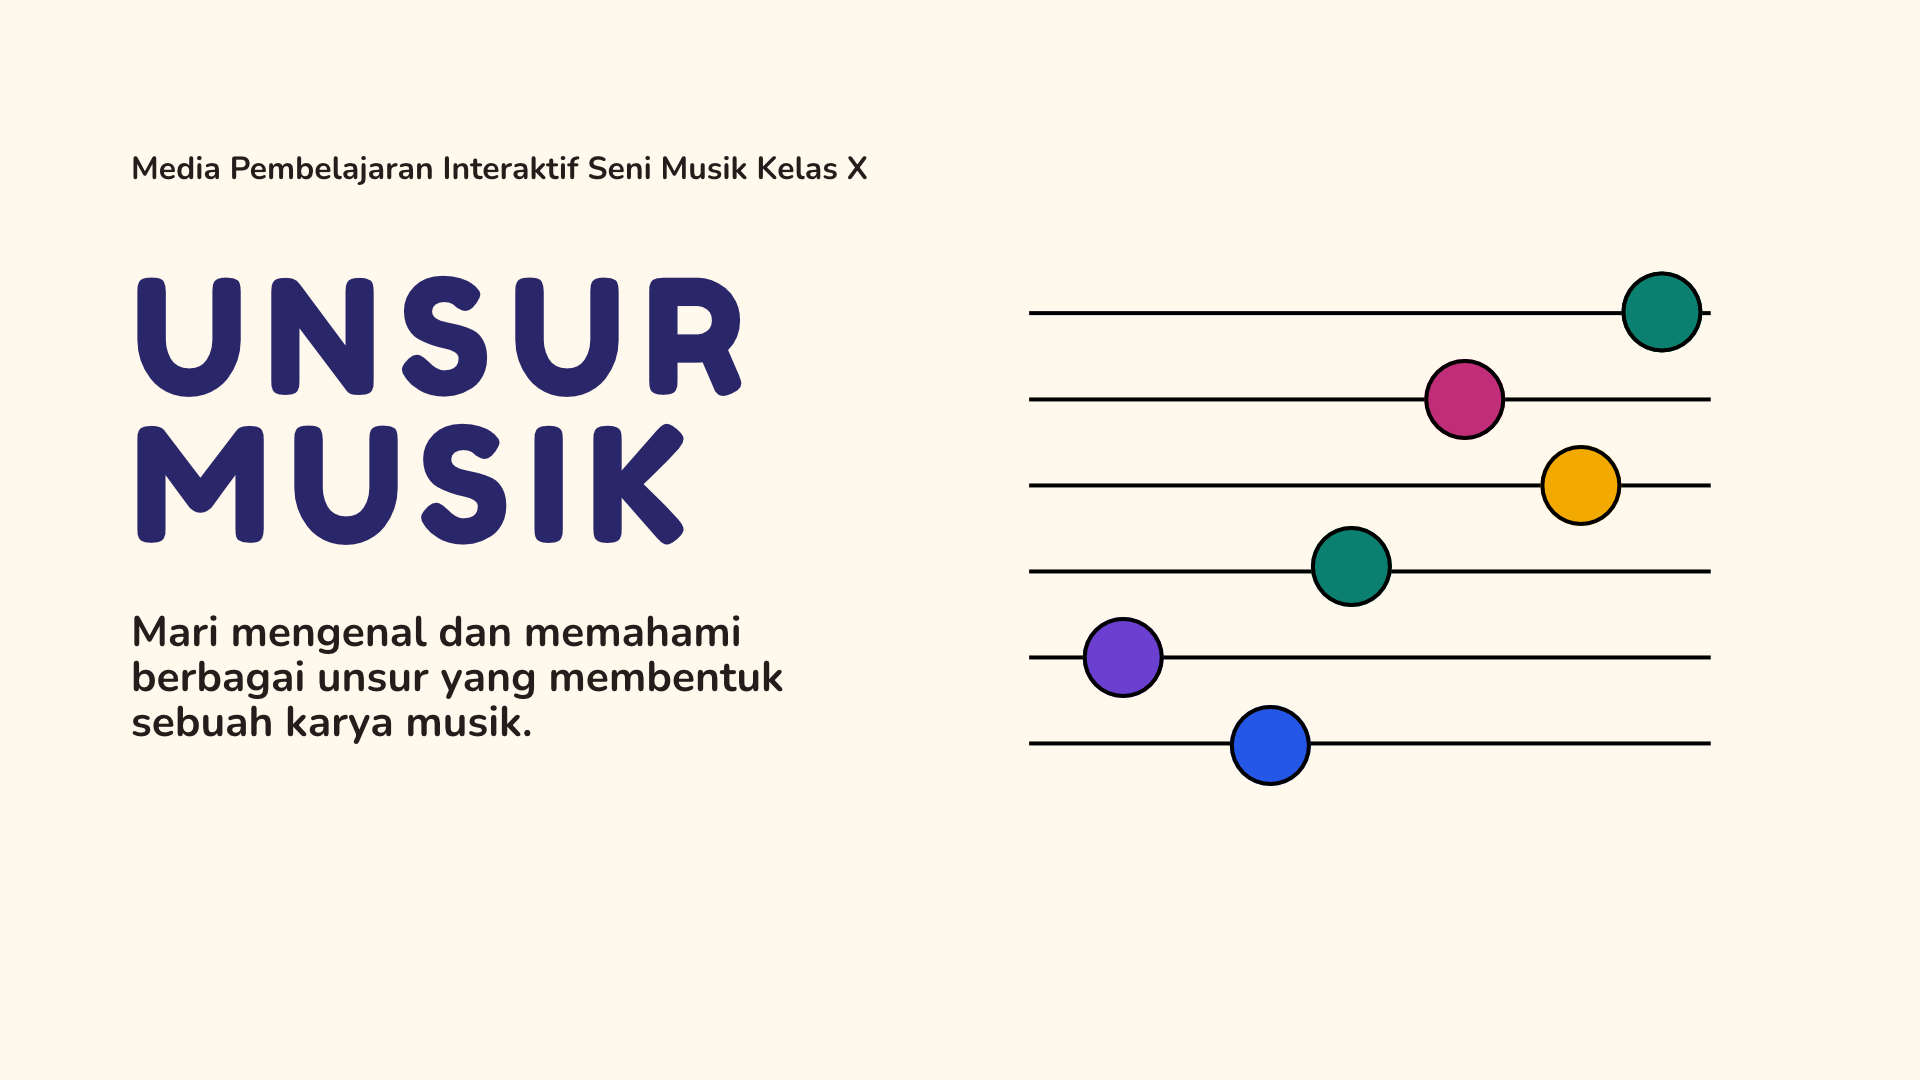 Media Pembelajaran Interaktif Seni Musik Kelas X
UNSUR
MUSIK
Mari mengenal dan memahami
berbagai unsur yang membentuk
sebuah karya musik.